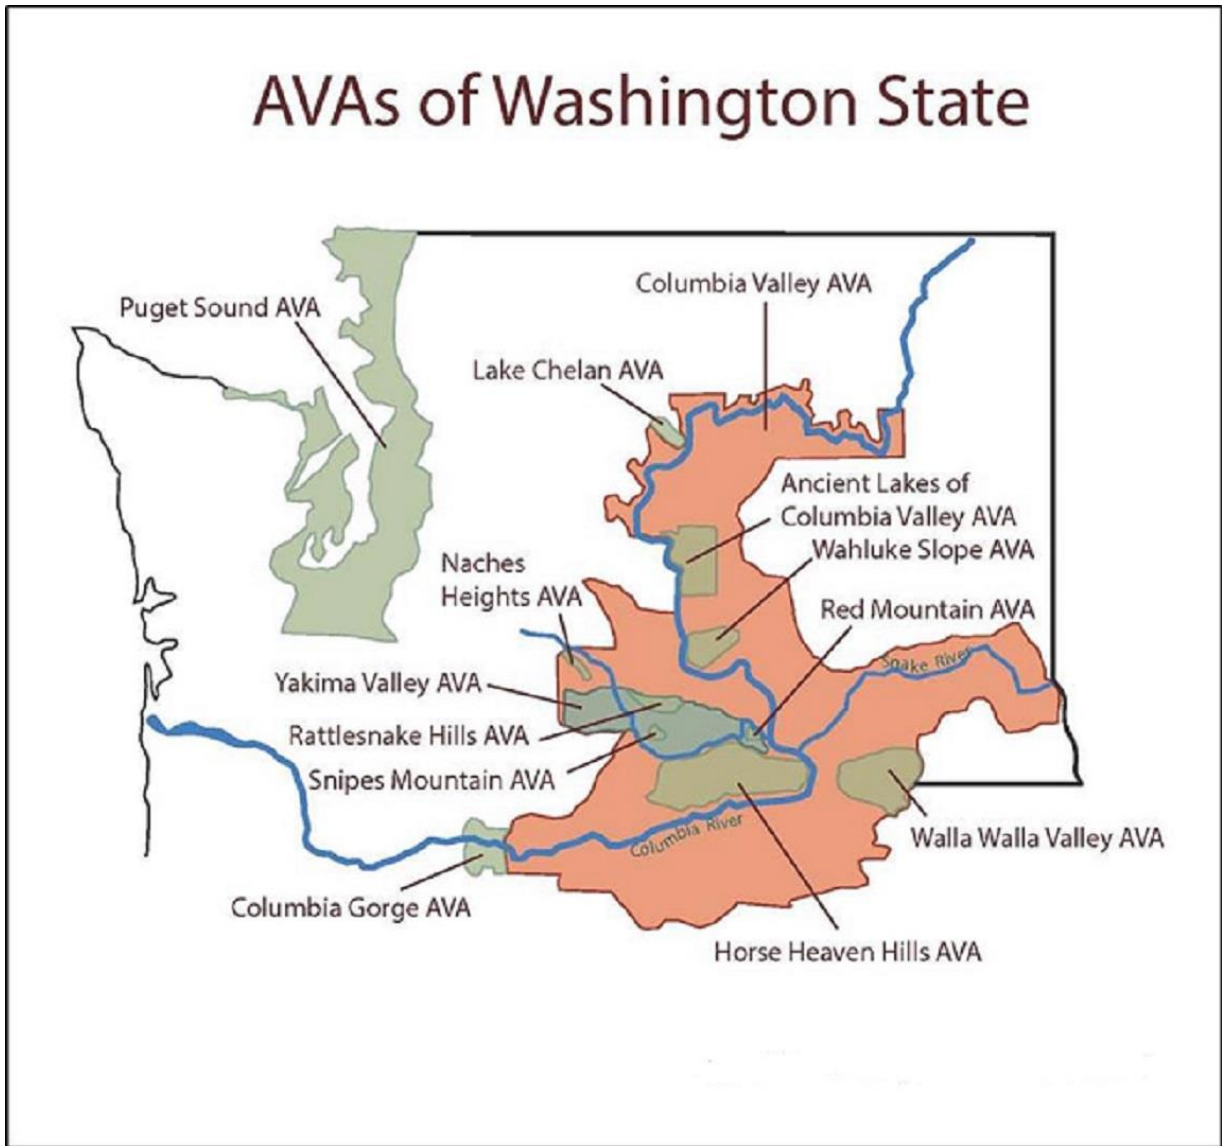 AVAs of Washington State
Puget Sound AVA
Columbia Valley AVA
Lake Chelan AVA
Ancient Lakes of
Columbia Valley AVA
Wahluke Slope AVA
Naches
Heights AVA
Red Mountain AVA
Snake River
Yakima Valley AVA
Rattlesnake Hills AVA
Snipes Mountain AVA
Columbia River
Walla Walla Valley AVA
Columbia Gorge AVA
Horse Heaven Hills AVA